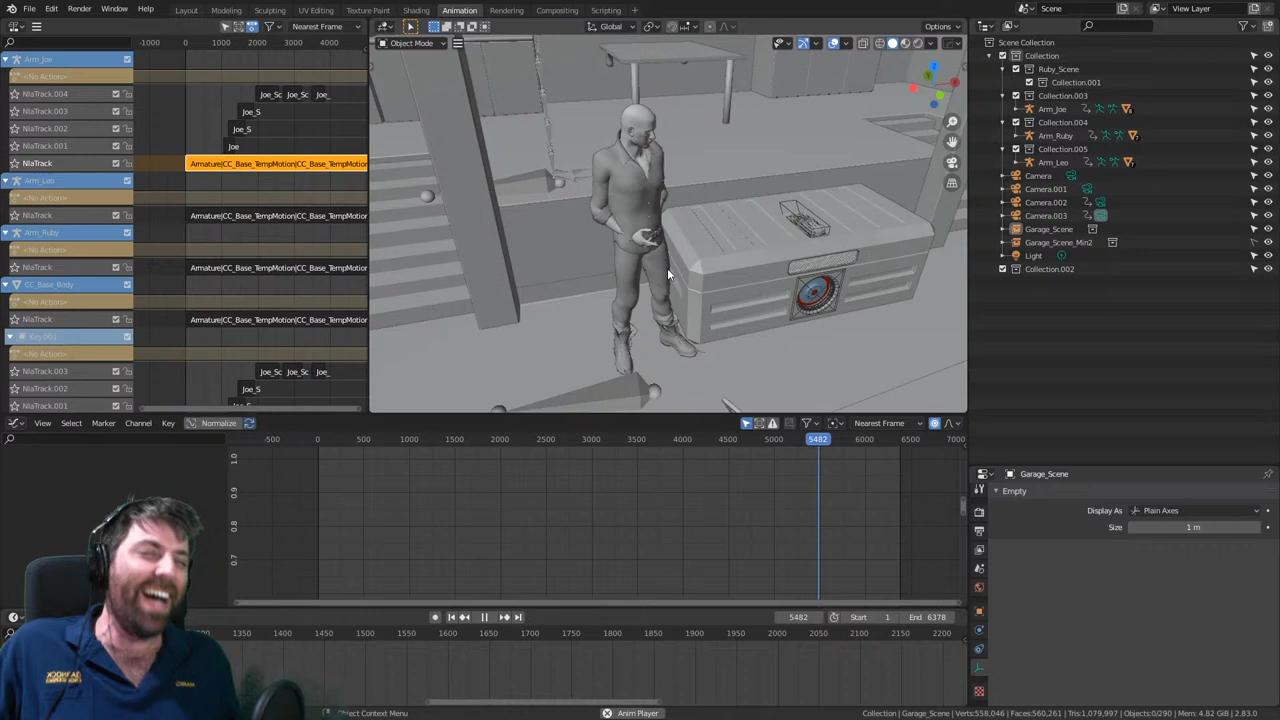 File Edit Render Window Help Layout Modeling Sculpting UV Editing Texture Paint Shading Animation Rendering Compositing Scripting + Scene View Layer
Nearest Frame Global Options
Object Mode
-1000 0 1000 2000 3000 4000
Arm_Joe
<No Action>
NlaTrack.004 Joe_Sc Joe_Sc Joe_
NlaTrack.003 Joe_S
NlaTrack.002 Joe_S
NlaTrack.001 Joe
NlaTrack Armature|CC_Base_TempMotion|CC_Base_TempMotion
Arm_Leo
<No Action>
NlaTrack Armature|CC_Base_TempMotion|CC_Base_TempMotion
Arm_Ruby
<No Action>
NlaTrack Armature|CC_Base_TempMotion|CC_Base_TempMotion
CC_Base_Body
<No Action>
NlaTrack Armature|CC_Base_TempMotion|CC_Base_TempMotion
Key.001
<No Action>
NlaTrack.003 Joe_Sc Joe_Sc Joe_
NlaTrack.002 Joe_S
NlaTrack.001
Scene Collection
Collection
Ruby_Scene
Collection.001
Collection.003
Arm_Joe
Collection.004
Arm_Ruby
Collection.005
Arm_Leo
Camera
Camera.001
Camera.002
Camera.003
Garage_Scene
Garage_Scene_Min2
Light
Collection.002
View Select Marker Channel Key Normalize Nearest Frame
-500 0 500 1000 1500 2000 2500 3000 3500 4000 4500 5000 5482 6000 6500 7000
1.0
0.9
0.8
0.7
Garage_Scene
Empty
Display As Plain Axes
Size 1 m
5482 Start 1 End 6378
1350 1400 1450 1500 1550 1600 1650 1700 1750 1800 1850 1900 1950 2000 2050 2100 2150 2200
OSRAM
Object Context Menu Anim Player Collection | Garage_Scene | Verts:558,046 | Faces:560,261 | Tris:1,079,997 | Objects:0/290 | Mem: 4.82 GiB | 2.83.0